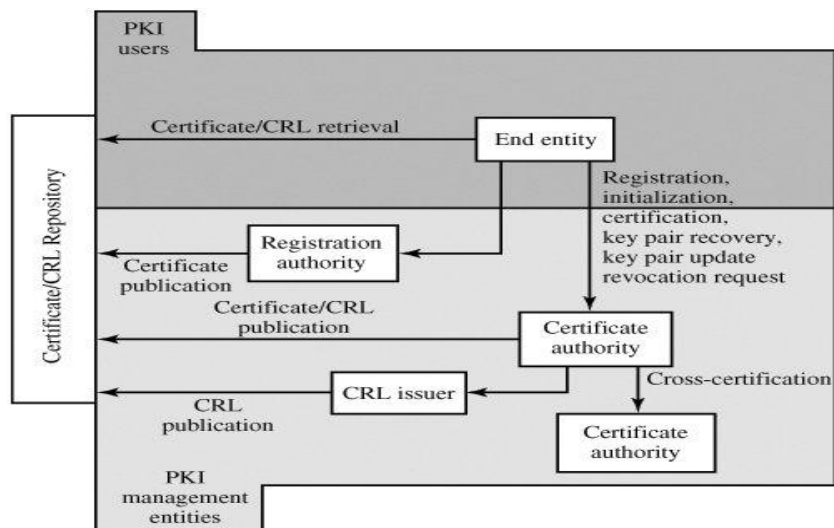 PKI
users
Certificate/CRL retrieval
End entity
Certificate/CRL Repository
Registration,
initialization,
certification,
key pair recovery,
key pair update
revocation request
Registration
authority
Certificate
publication
Certificate/CRL
publication
Certificate
authority
CRL issuer
Cross-certification
CRL
publication
Certificate
authority
PKI
management
entities